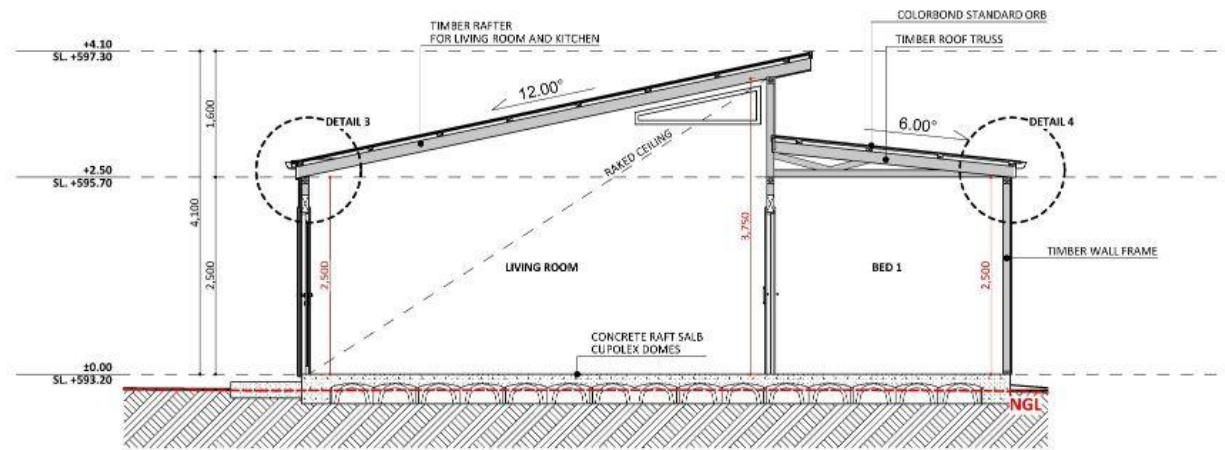 COLORBOND STANDARD ORB
TIMBER RAFTER
FOR LIVING ROOM AND KITCHEN
TIMBER ROOF TRUSS
+4.10
SL. +597.30
12.00°
DETAIL 3
1,600
6.00°
DETAIL 4
RAKED CEILING
+2.50
SL. +595.70
4,100
2,500
2,500
LIVING ROOM
3,750
BED 1
2,500
TIMBER WALL FRAME
CONCRETE RAFT SALB
CUPOLEX DOMES
±0.00
SL. +593.20
NGL